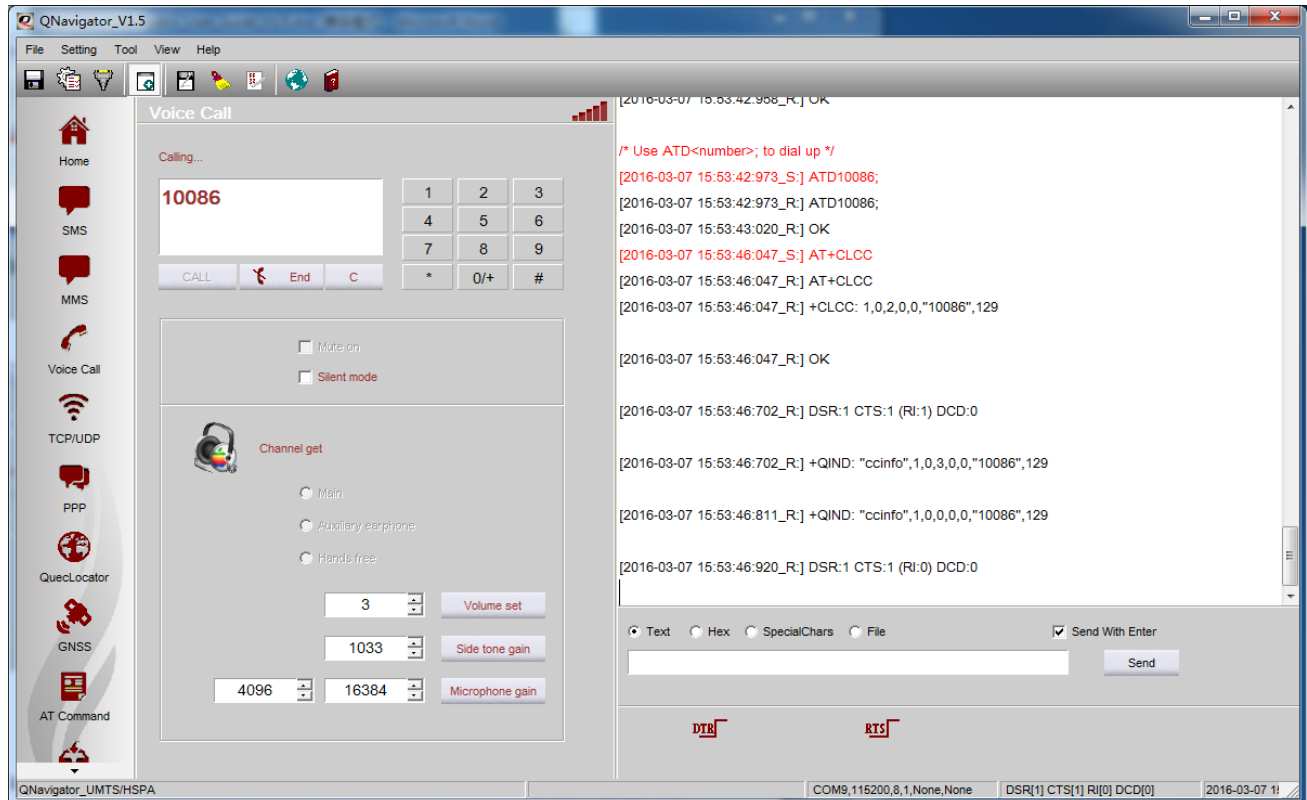 QNavigator_V1.5
File Setting Tool View Help
Home
SMS
MMS
Voice Call
TCP/UDP
PPP
QuecLocator
GNSS
AT Command
Voice Call
Calling...
10086
1 2 3
4 5 6
7 8 9
* 0/+ #
CALL End C
Mute on
Silent mode
Channel get
Main
Auxiliary earphone
Hands free
3 Volume set
1033 Side tone gain
4096 16384 Microphone gain
[2016-03-07 15:53:42:958_R:] OK
/* Use ATD<number>; to dial up */
[2016-03-07 15:53:42:973_S:] ATD10086;
[2016-03-07 15:53:42:973_R:] ATD10086;
[2016-03-07 15:53:43:020_R:] OK
[2016-03-07 15:53:46:047_S:] AT+CLCC
[2016-03-07 15:53:46:047_R:] AT+CLCC
[2016-03-07 15:53:46:047_R:] +CLCC: 1,0,2,0,0,"10086",129
[2016-03-07 15:53:46:047_R:] OK
[2016-03-07 15:53:46:702_R:] DSR:1 CTS:1 (RI:1) DCD:0
[2016-03-07 15:53:46:702_R:] +QIND: "ccinfo",1,0,3,0,0,"10086",129
[2016-03-07 15:53:46:811_R:] +QIND: "ccinfo",1,0,0,0,0,"10086",129
[2016-03-07 15:53:46:920_R:] DSR:1 CTS:1 (RI:0) DCD:0
Text Hex SpecialChars File Send With Enter
Send
DTR RTS
QNavigator_UMTS/HSPA COM9,115200,8,1,None,None DSR[1] CTS[1] RI[0] DCD[0] 2016-03-07